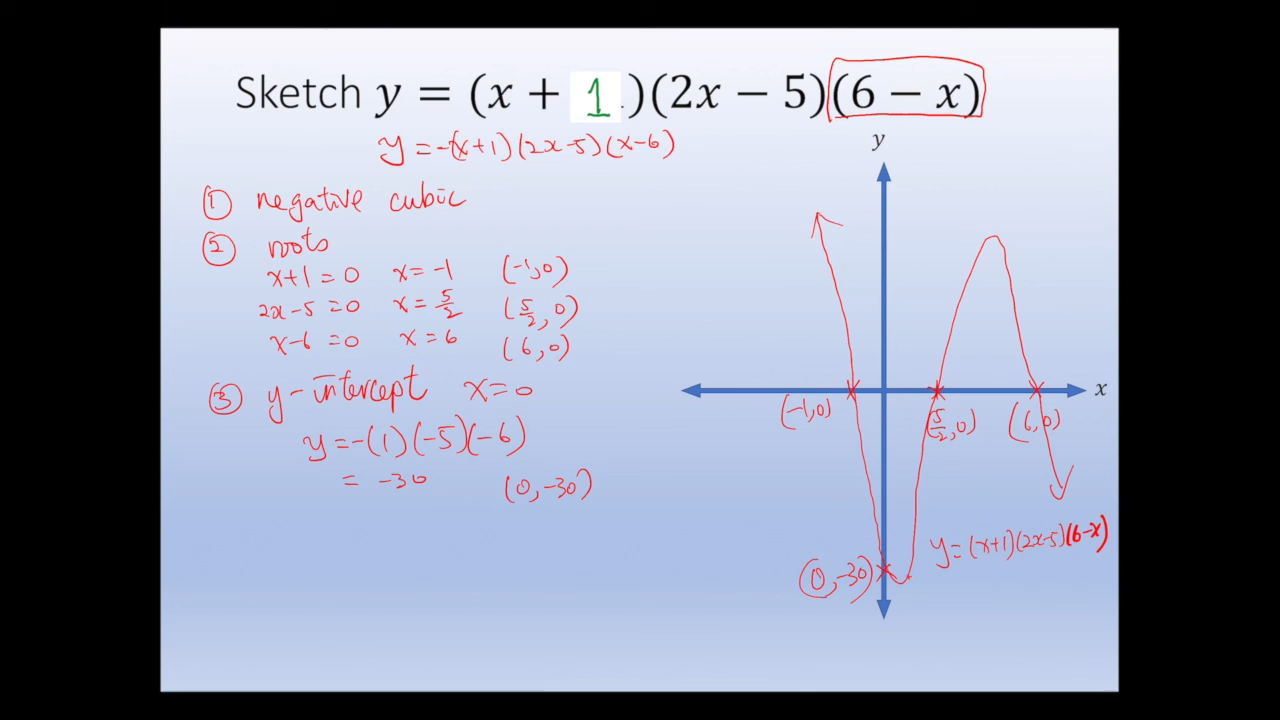 Sketch y = (x + 1)(2x − 5)(6 − x)
y = -(x+1)(2x-5)(x-6)
① negative cubic
② roots
x+1 = 0 x = -1 (-1,0)
2x-5 = 0 x = 5/2 (5/2, 0)
x-6 = 0 x = 6 (6,0)
③ y-intercept x = 0
y = -(1)(-5)(-6)
= -30 (0,-30)
y
x
(-1,0)
(5/2, 0)
(6,0)
(0,-30)
y = (x+1)(2x-5)(6-x)